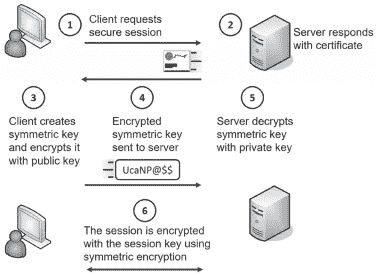 1
Client requests
secure session
2
Server responds
with certificate
3
Client creates
symmetric key
and encrypts it
with public key
4
Encrypted
symmetric key
sent to server
UcaNP@$$
5
Server decrypts
symmetric key
with private key
6
The session is encrypted
with the session key using
symmetric encryption